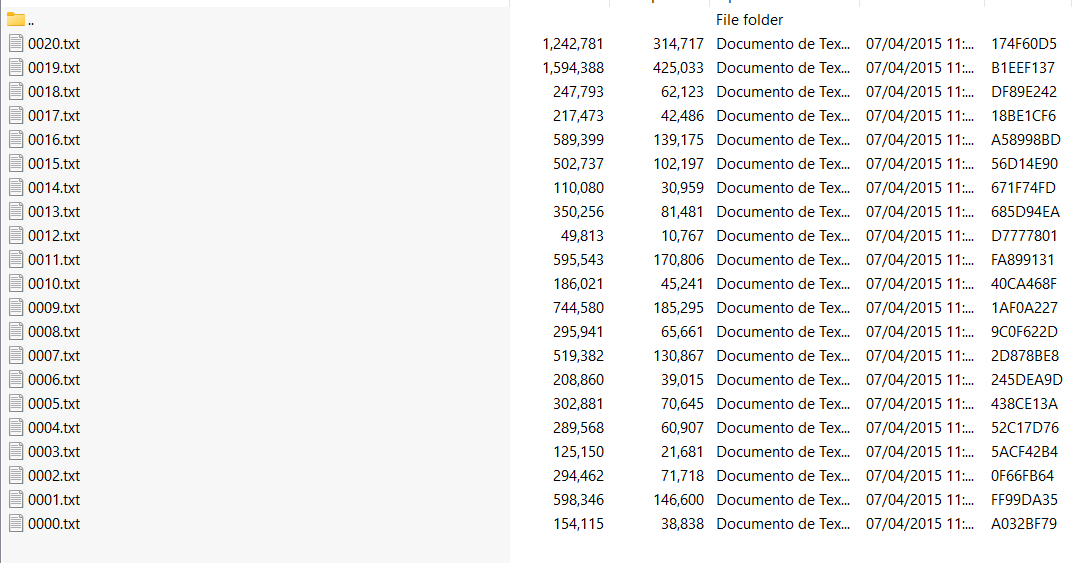 .. File folder
0020.txt 1,242,781 314,717 Documento de Tex... 07/04/2015 11:... 174F60D5
0019.txt 1,594,388 425,033 Documento de Tex... 07/04/2015 11:... B1EEF137
0018.txt 247,793 62,123 Documento de Tex... 07/04/2015 11:... DF89E242
0017.txt 217,473 42,486 Documento de Tex... 07/04/2015 11:... 18BE1CF6
0016.txt 589,399 139,175 Documento de Tex... 07/04/2015 11:... A58998BD
0015.txt 502,737 102,197 Documento de Tex... 07/04/2015 11:... 56D14E90
0014.txt 110,080 30,959 Documento de Tex... 07/04/2015 11:... 671F74FD
0013.txt 350,256 81,481 Documento de Tex... 07/04/2015 11:... 685D94EA
0012.txt 49,813 10,767 Documento de Tex... 07/04/2015 11:... D7777801
0011.txt 595,543 170,806 Documento de Tex... 07/04/2015 11:... FA899131
0010.txt 186,021 45,241 Documento de Tex... 07/04/2015 11:... 40CA468F
0009.txt 744,580 185,295 Documento de Tex... 07/04/2015 11:... 1AF0A227
0008.txt 295,941 65,661 Documento de Tex... 07/04/2015 11:... 9C0F622D
0007.txt 519,382 130,867 Documento de Tex... 07/04/2015 11:... 2D878BE8
0006.txt 208,860 39,015 Documento de Tex... 07/04/2015 11:... 245DEA9D
0005.txt 302,881 70,645 Documento de Tex... 07/04/2015 11:... 438CE13A
0004.txt 289,568 60,907 Documento de Tex... 07/04/2015 11:... 52C17D76
0003.txt 125,150 21,681 Documento de Tex... 07/04/2015 11:... 5ACF42B4
0002.txt 294,462 71,718 Documento de Tex... 07/04/2015 11:... 0F66FB64
0001.txt 598,346 146,600 Documento de Tex... 07/04/2015 11:... FF99DA35
0000.txt 154,115 38,838 Documento de Tex... 07/04/2015 11:... A032BF79